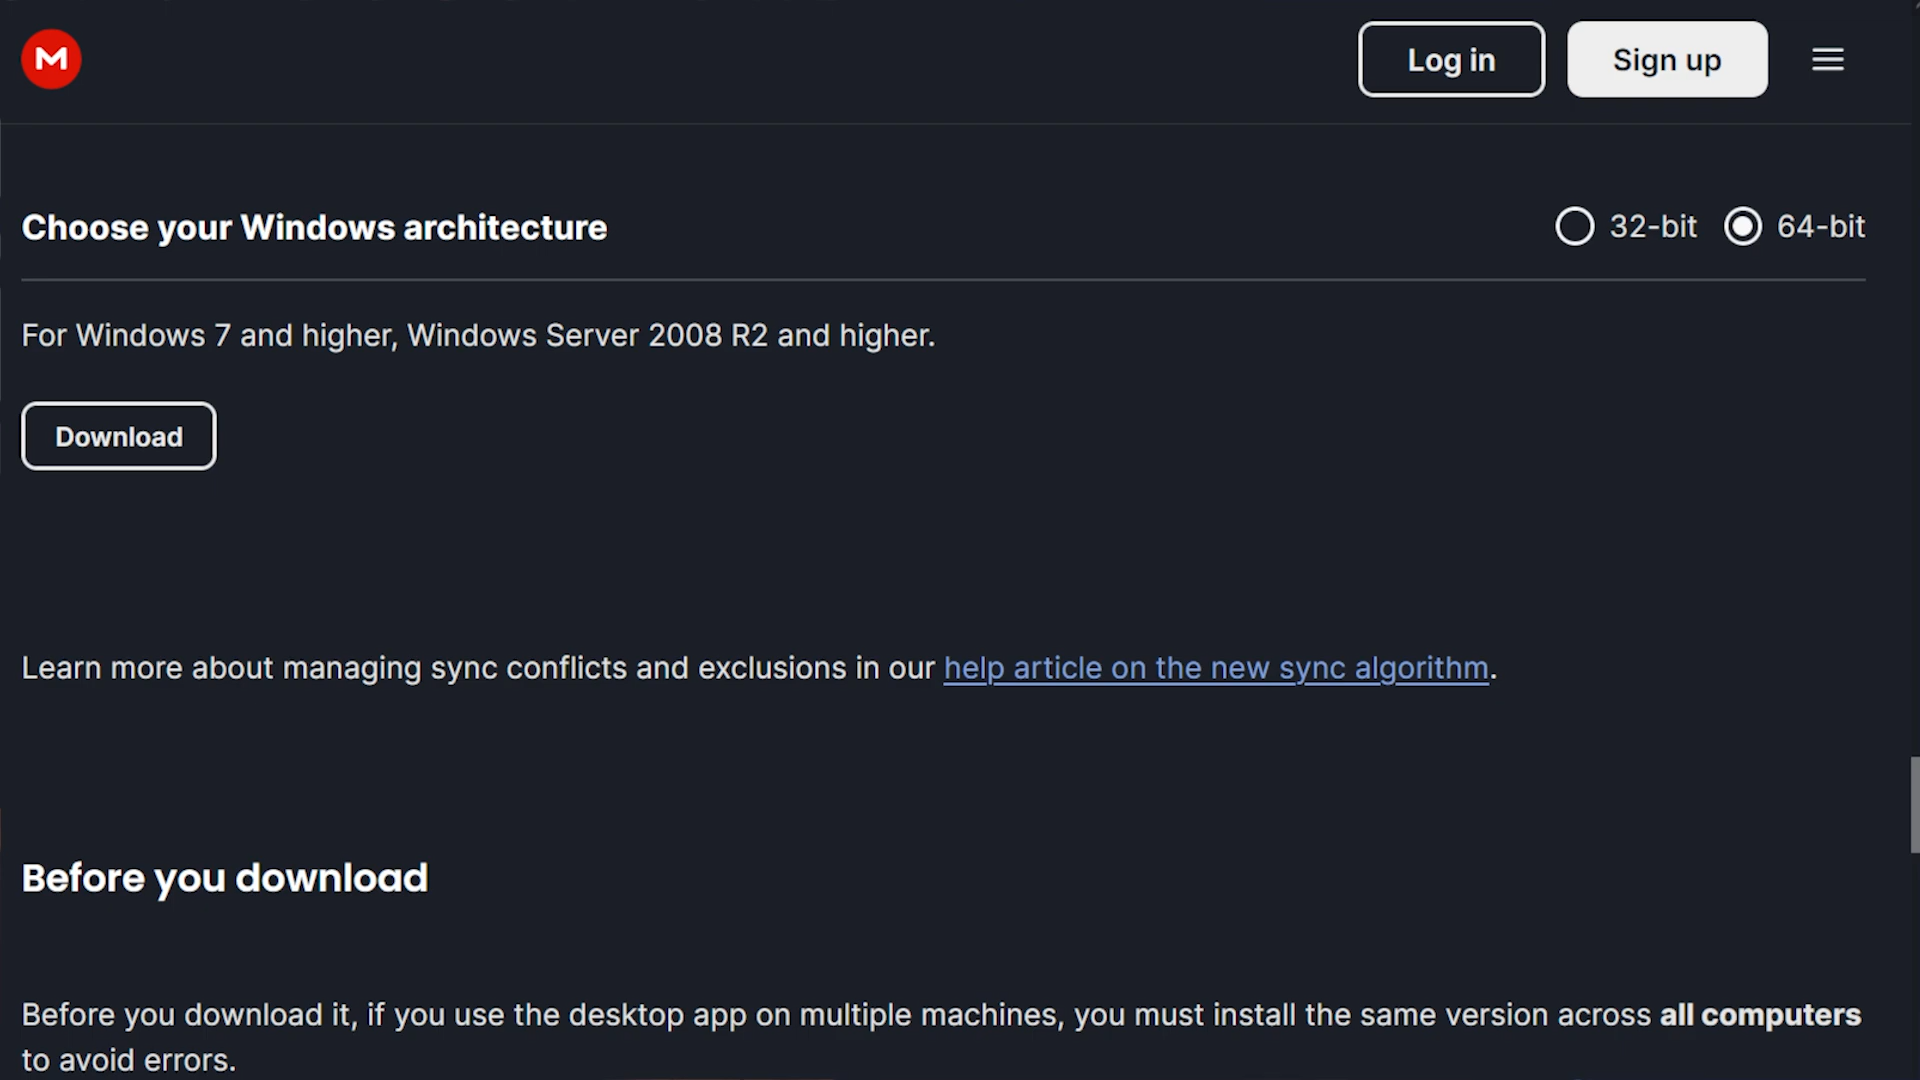 M
Log in
Sign up
Choose your Windows architecture
32-bit
64-bit
For Windows 7 and higher, Windows Server 2008 R2 and higher.
Download
Learn more about managing sync conflicts and exclusions in our help article on the new sync algorithm.
Before you download
Before you download it, if you use the desktop app on multiple machines, you must install the same version across all computers
to avoid errors.